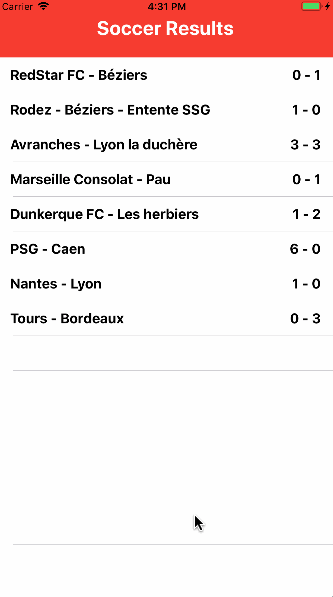 Carrier 4:31 PM
Soccer Results
RedStar FC - Béziers 0 - 1
Rodez - Béziers - Entente SSG 1 - 0
Avranches - Lyon la duchère 3 - 3
Marseille Consolat - Pau 0 - 1
Dunkerque FC - Les herbiers 1 - 2
PSG - Caen 6 - 0
Nantes - Lyon 1 - 0
Tours - Bordeaux 0 - 3